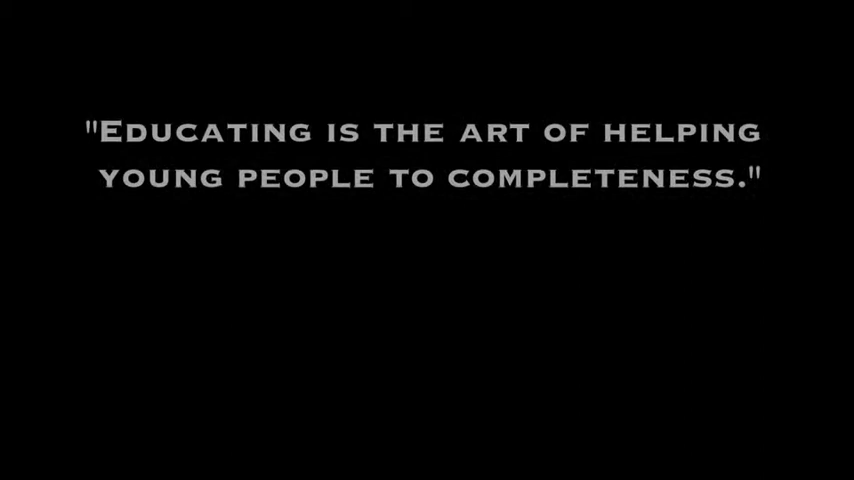 "Educating is the art of helping
young people to completeness."